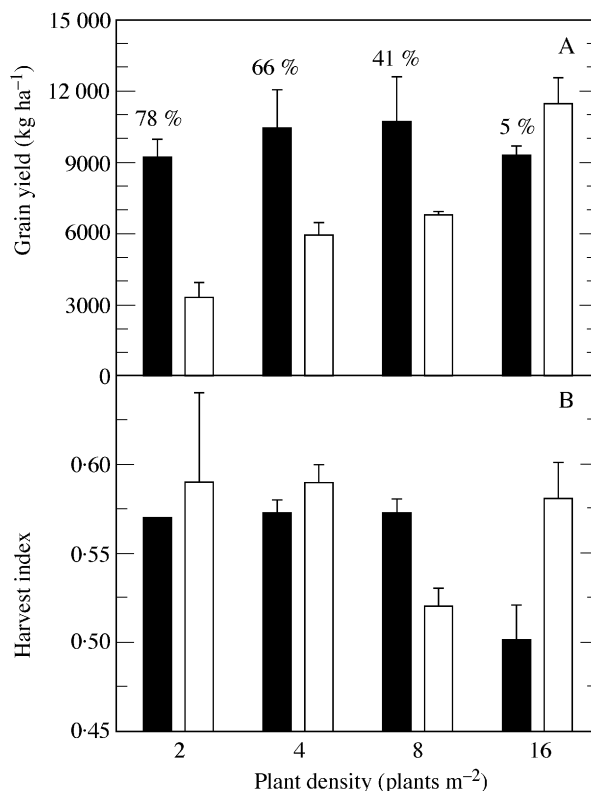 15 000
12 000
9000
6000
3000
0
Grain yield (kg ha⁻¹)
A
78 %
66 %
41 %
5 %
B
0·60
0·55
0·50
0·45
Harvest index
2 4 8 16
Plant density (plants m⁻²)